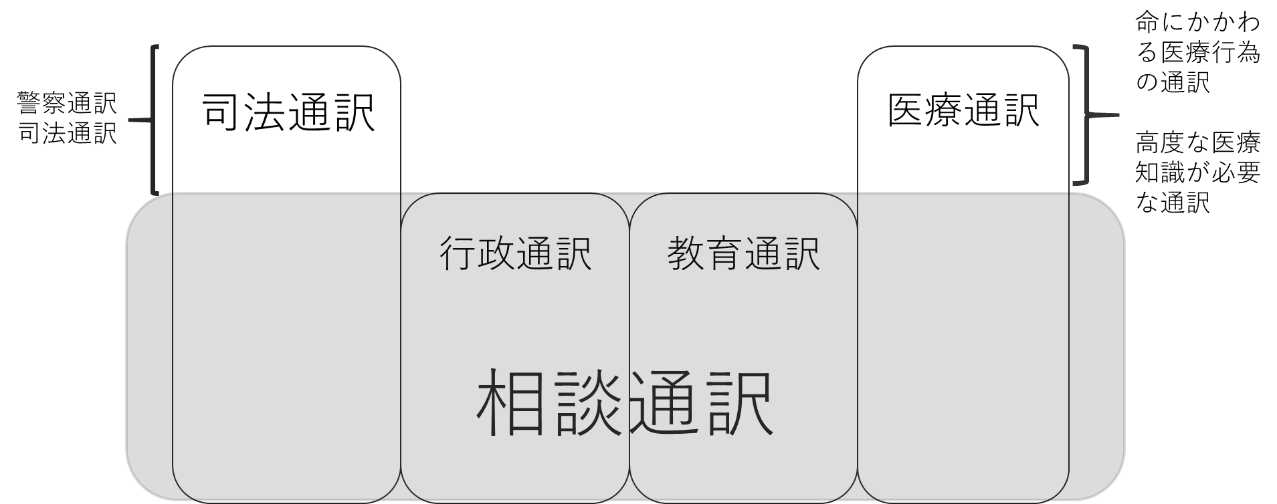 警察通訳
司法通訳
司法通訳
行政通訳
教育通訳
医療通訳
命にかかわ
る医療行為
の通訳
高度な医療
知識が必要
な通訳
相談通訳